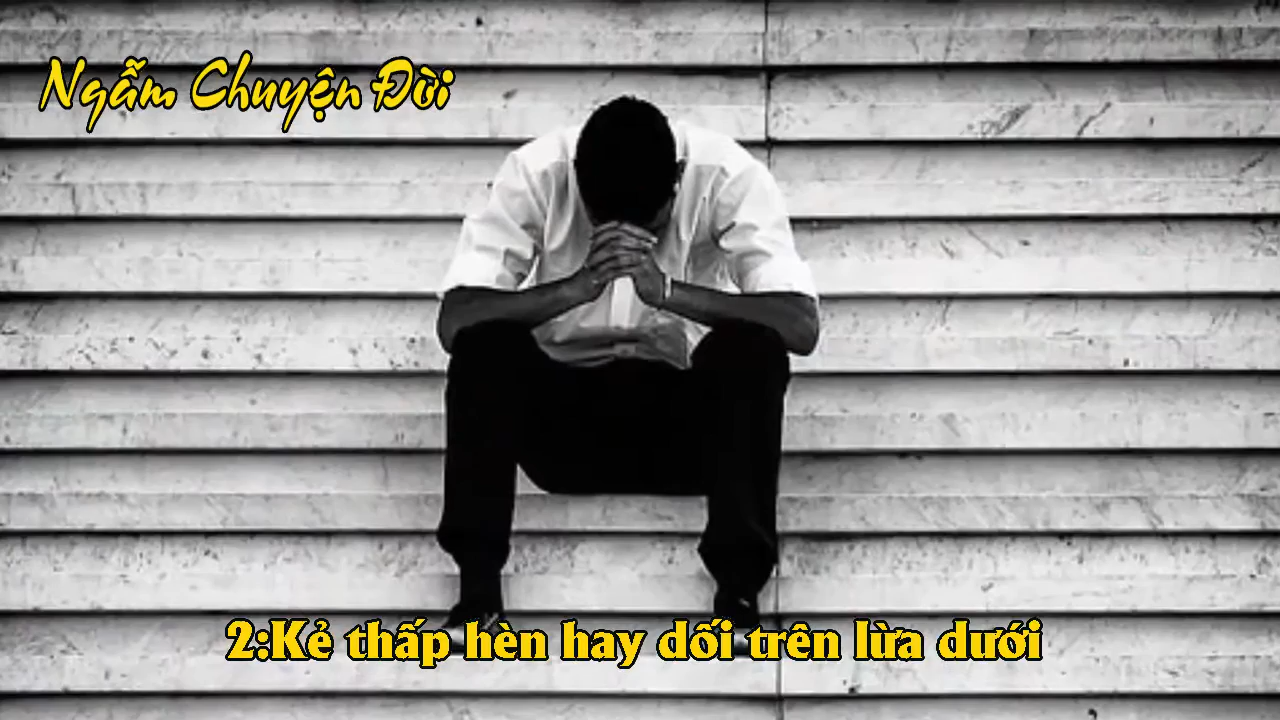 Ngẫm Chuyện Đời
2:Kẻ thấp hèn hay dối trên lừa dưới